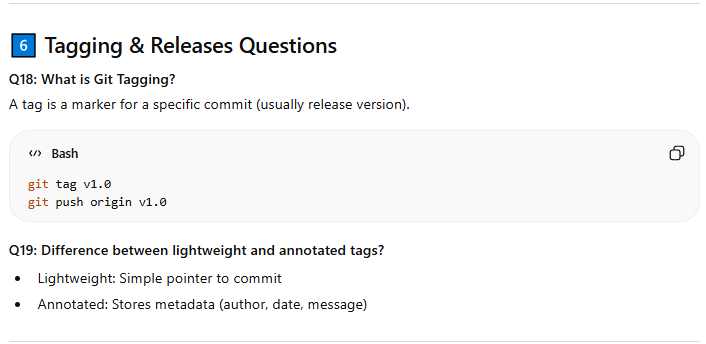 6 Tagging & Releases Questions
Q18: What is Git Tagging?
A tag is a marker for a specific commit (usually release version).
</> Bash
git tag v1.0
git push origin v1.0
Q19: Difference between lightweight and annotated tags?
• Lightweight: Simple pointer to commit
• Annotated: Stores metadata (author, date, message)